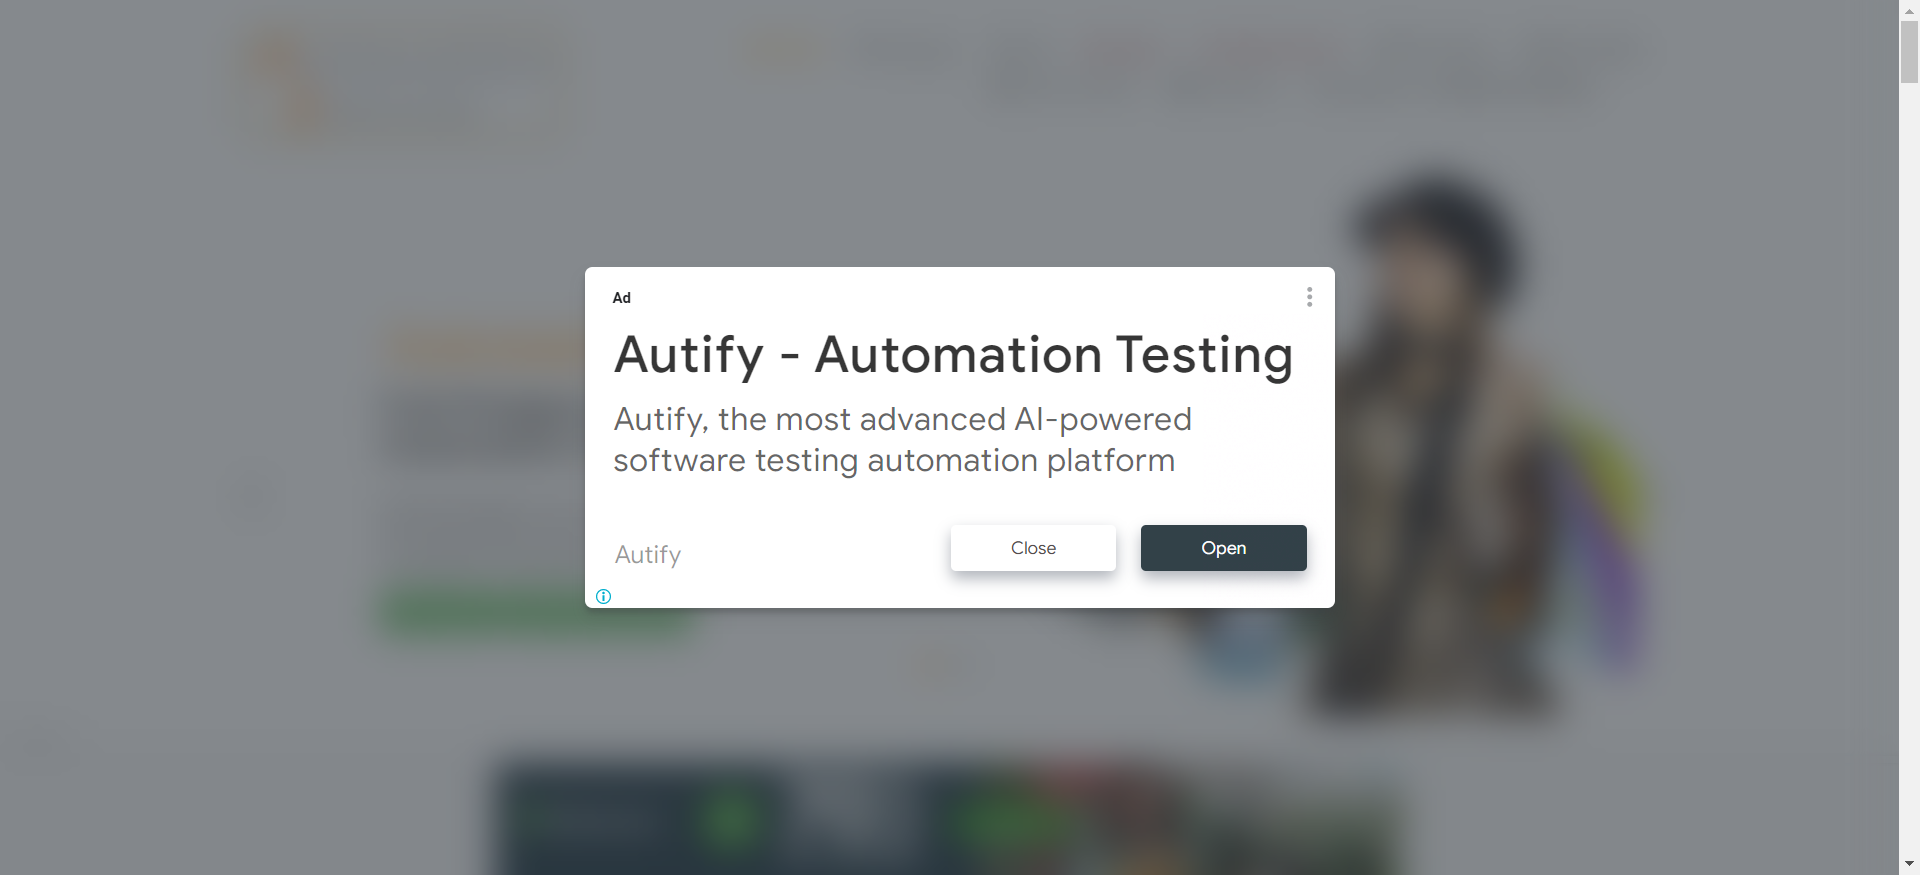 Ad
Autify - Automation Testing
Autify, the most advanced AI-powered
software testing automation platform
Autify
Close
Open